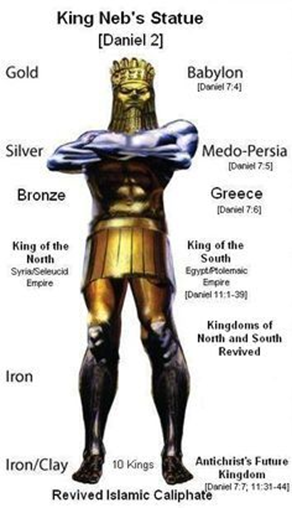 King Neb's Statue
[Daniel 2]
Gold
Babylon
[Daniel 7:4]
Silver
Medo-Persia
[Daniel 7:5]
Bronze
Greece
[Daniel 7:6]
King of the
North
Syria/Seleucid
Empire
King of the
South
Egypt/Ptolemaic
Empire
[Daniel 11:1-39]
Kingdoms of
North and South
Revived
Iron
Iron/Clay
10 Kings
Antichrist's Future
Kingdom
[Daniel 7:7; 11:31-44]
Revived Islamic Caliphate